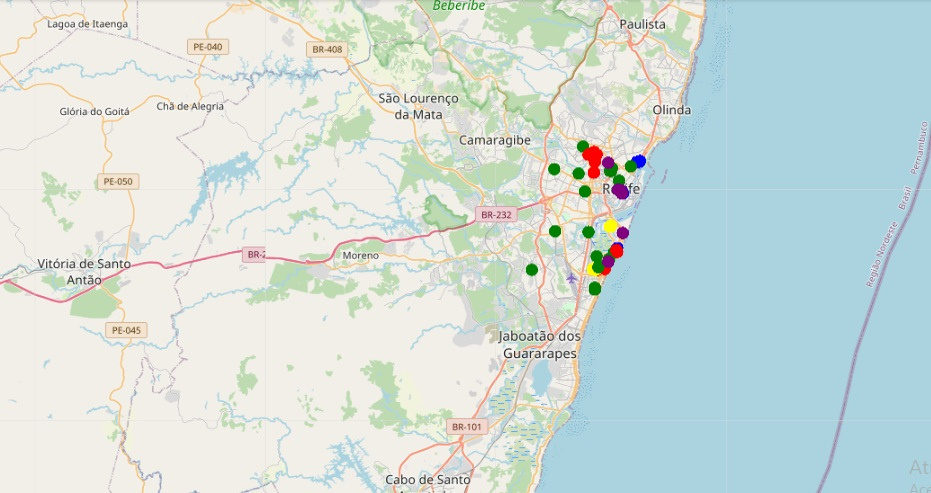 Beberibe
Lagoa de Itaenga
Paulista
PE-040
BR-408
São Lourenço
da Mata
Glória do Goitá
Chã de Alegria
Olinda
Camaragibe
PE-050
BR-232
Moreno
Vitória de Santo
Antão
PE-045
Jaboatão dos
Guararapes
BR-101
Cabo de Santo
Pernambuco
Brasil
Região Nordeste